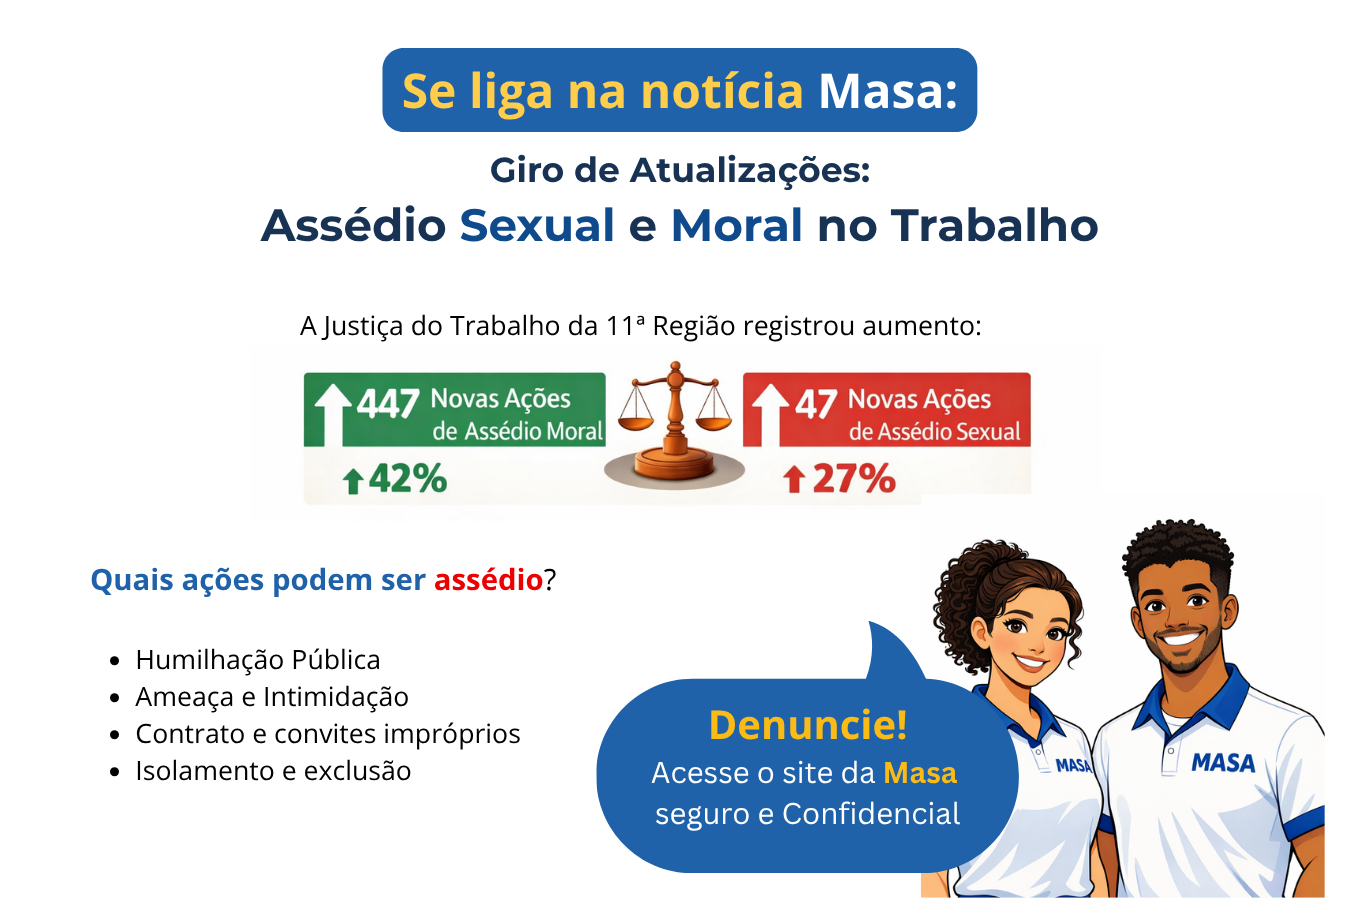 Se liga na notícia Masa:
Giro de Atualizações:
Assédio Sexual e Moral no Trabalho
A Justiça do Trabalho da 11ª Região registrou aumento:
447 Novas Ações
de Assédio Moral
42%
47 Novas Ações
de Assédio Sexual
27%
Quais ações podem ser assédio?
Humilhação Pública
Ameaça e Intimidação
Contrato e convites impróprios
Isolamento e exclusão
Denuncie!
Acesse o site da Masa
seguro e Confidencial
MASA
MASA